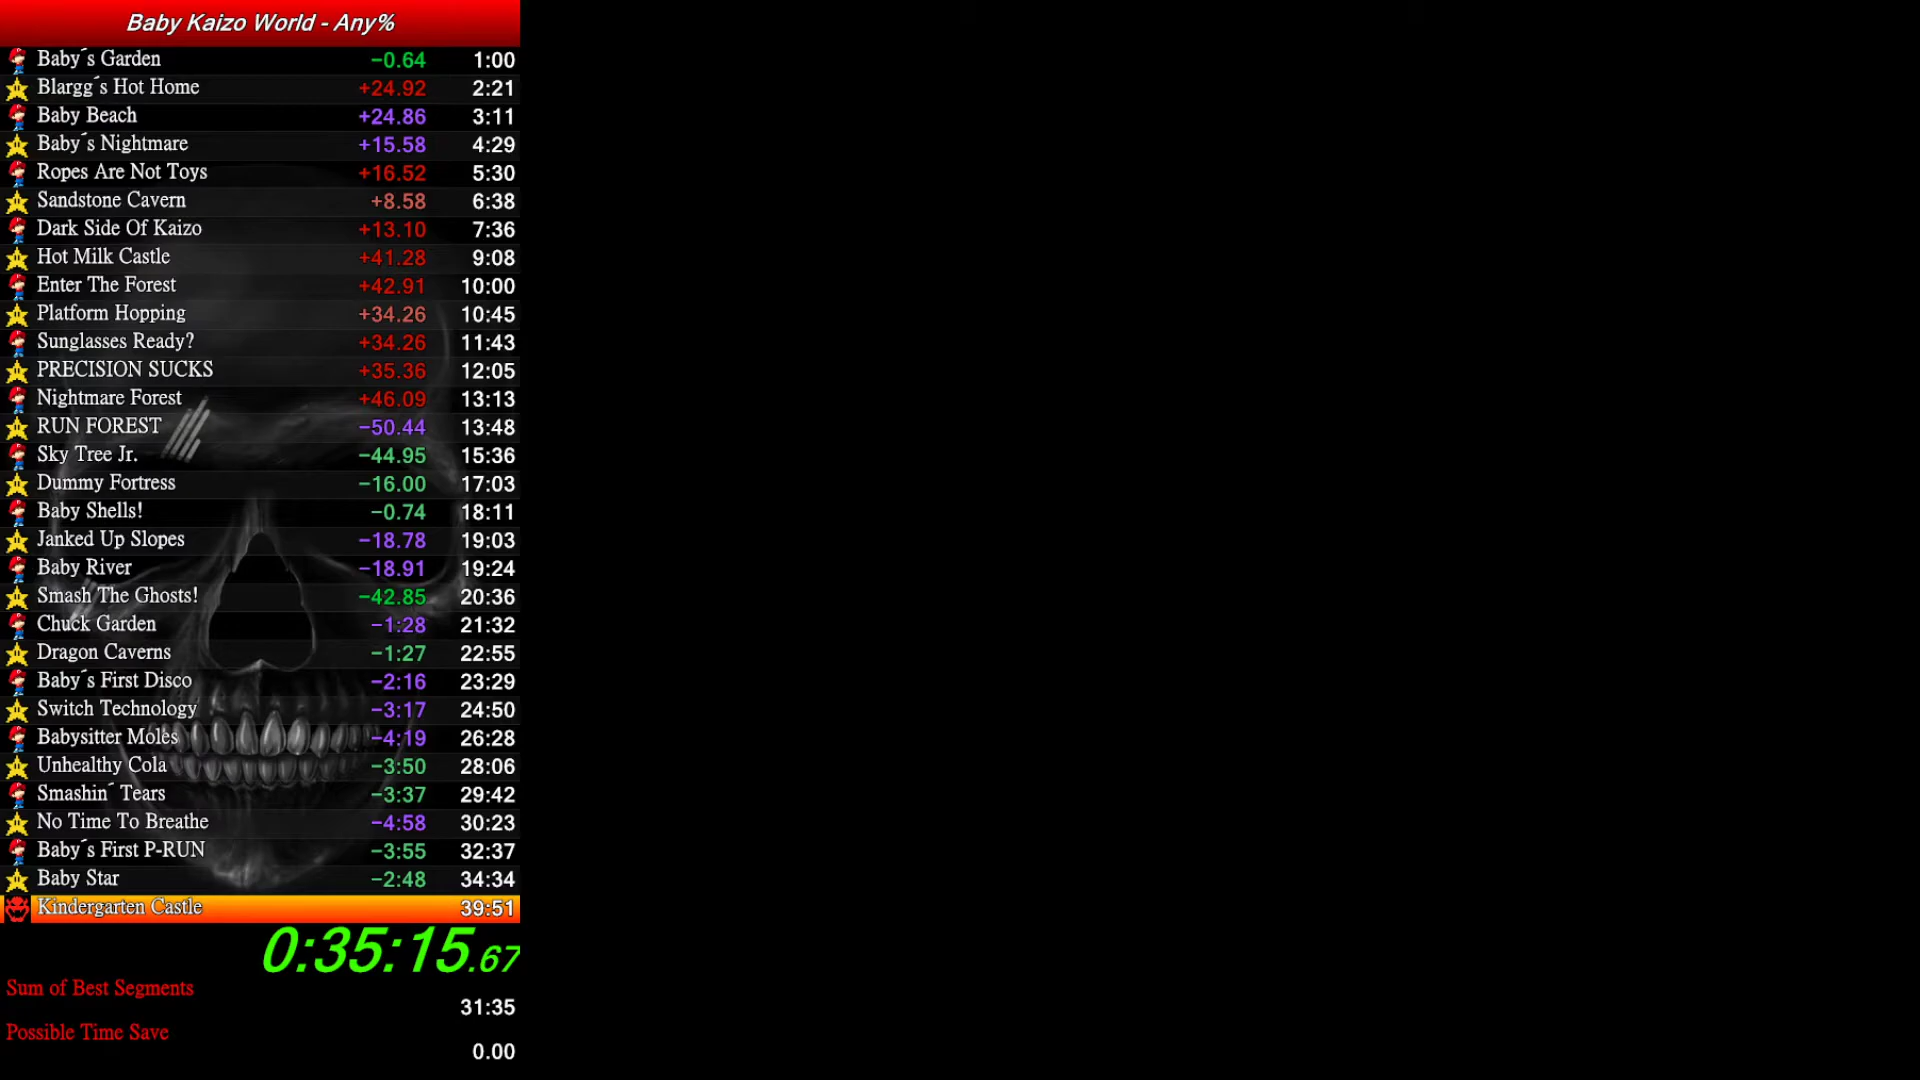 Baby Kaizo World - Any%
Baby´s Garden −0.64 1:00
Blargg´s Hot Home +24.92 2:21
Baby Beach +24.86 3:11
Baby´s Nightmare +15.58 4:29
Ropes Are Not Toys +16.52 5:30
Sandstone Cavern +8.58 6:38
Dark Side Of Kaizo +13.10 7:36
Hot Milk Castle +41.28 9:08
Enter The Forest +42.91 10:00
Platform Hopping +34.26 10:45
Sunglasses Ready? +34.26 11:43
PRECISION SUCKS +35.36 12:05
Nightmare Forest +46.09 13:13
RUN FOREST −50.44 13:48
Sky Tree Jr. −44.95 15:36
Dummy Fortress −16.00 17:03
Baby Shells! −0.74 18:11
Janked Up Slopes −18.78 19:03
Baby River −18.91 19:24
Smash The Ghosts! −42.85 20:36
Chuck Garden −1:28 21:32
Dragon Caverns −1:27 22:55
Baby´s First Disco −2:16 23:29
Switch Technology −3:17 24:50
Babysitter Moles −4:19 26:28
Unhealthy Cola −3:50 28:06
Smashin´ Tears −3:37 29:42
No Time To Breathe −4:58 30:23
Baby´s First P-RUN −3:55 32:37
Baby Star −2:48 34:34
Kindergarten Castle 39:51
0:35:15.67
Sum of Best Segments
31:35
Possible Time Save
0.00